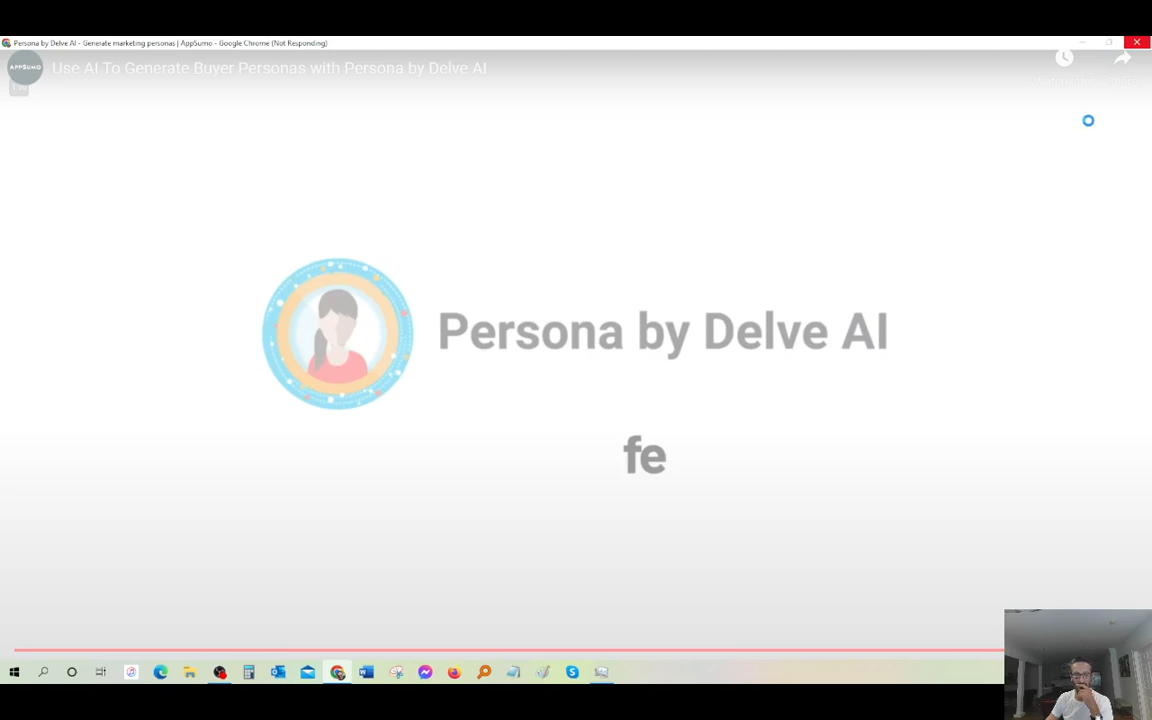 Persona by Delve AI - Generate marketing personas | AppSumo - Google Chrome (Not Responding)
APPSUMO
Use AI To Generate Buyer Personas with Persona by Delve AI
Persona by Delve AI
fe